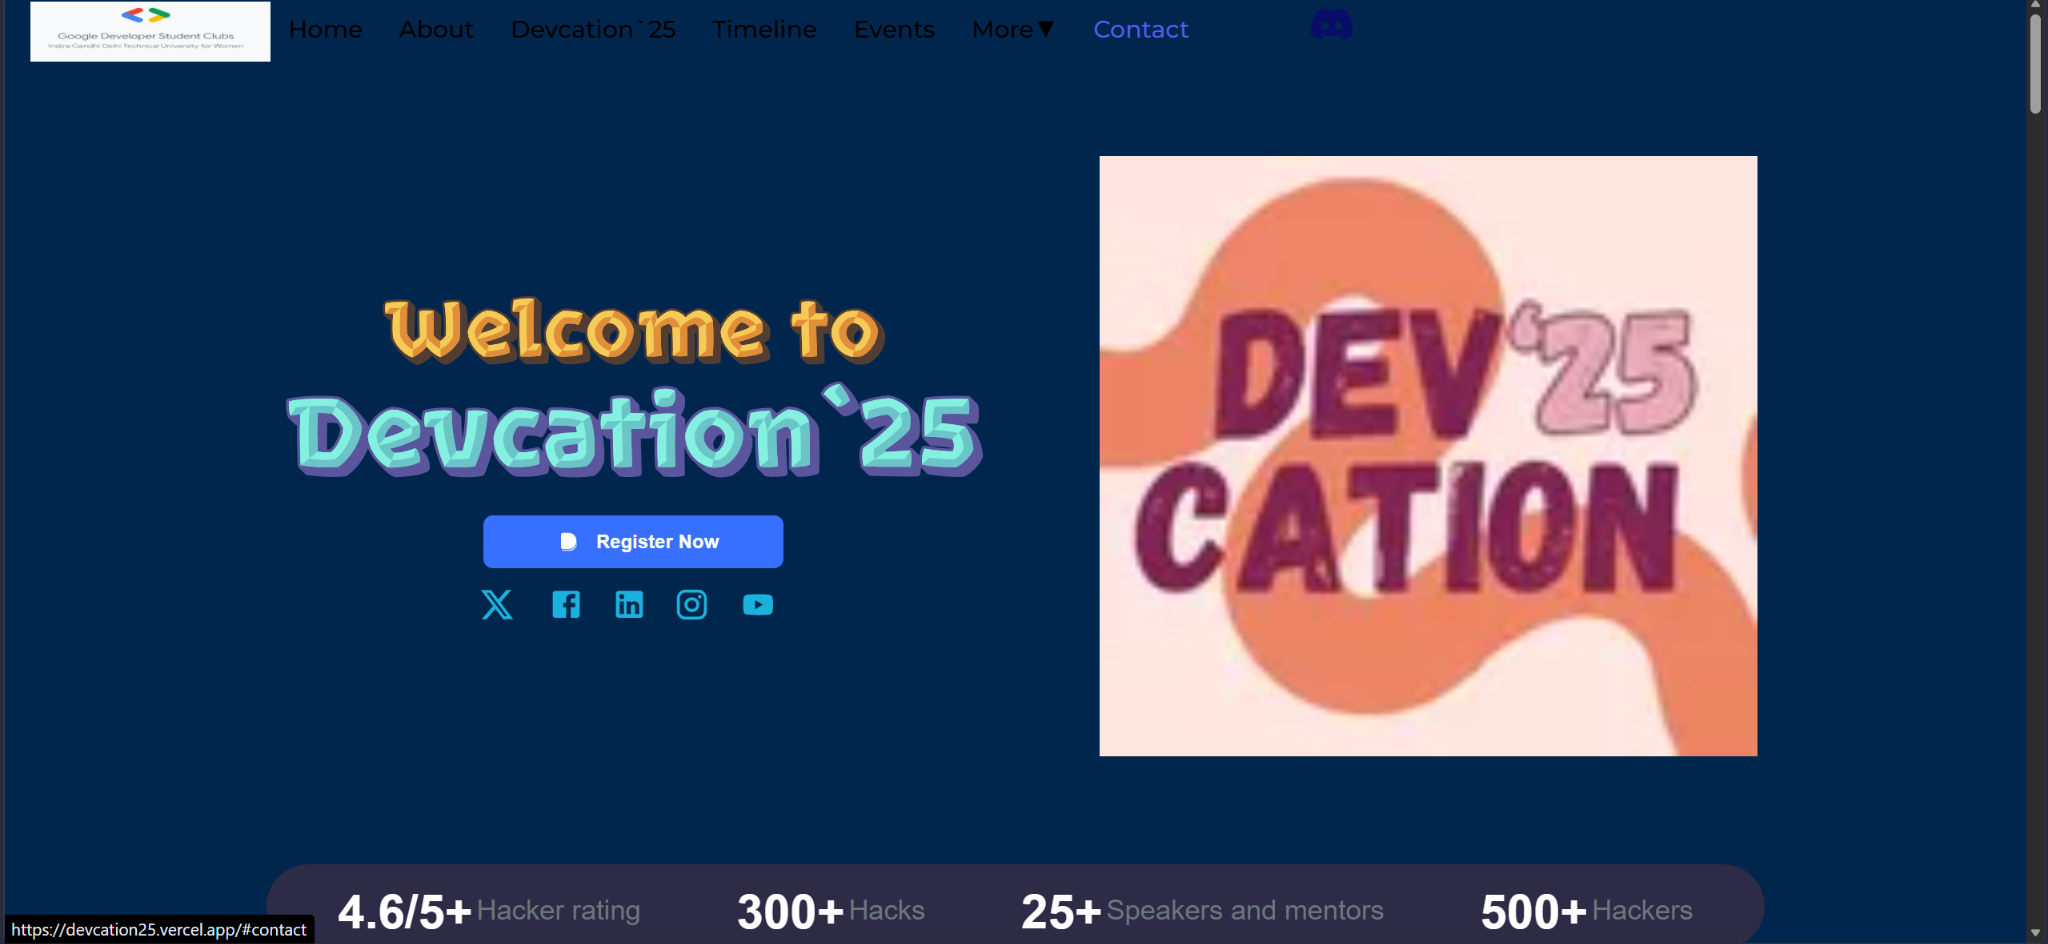 Google Developer Student Clubs
Indira Gandhi Delhi Technical University for Women
Home About Devcation`25 Timeline Events More▼ Contact
Welcome to
Devcation`25
Register Now
DEV'25
CATION
4.6/5+ Hacker rating 300+ Hacks 25+ Speakers and mentors 500+ Hackers
https://devcation25.vercel.app/#contact